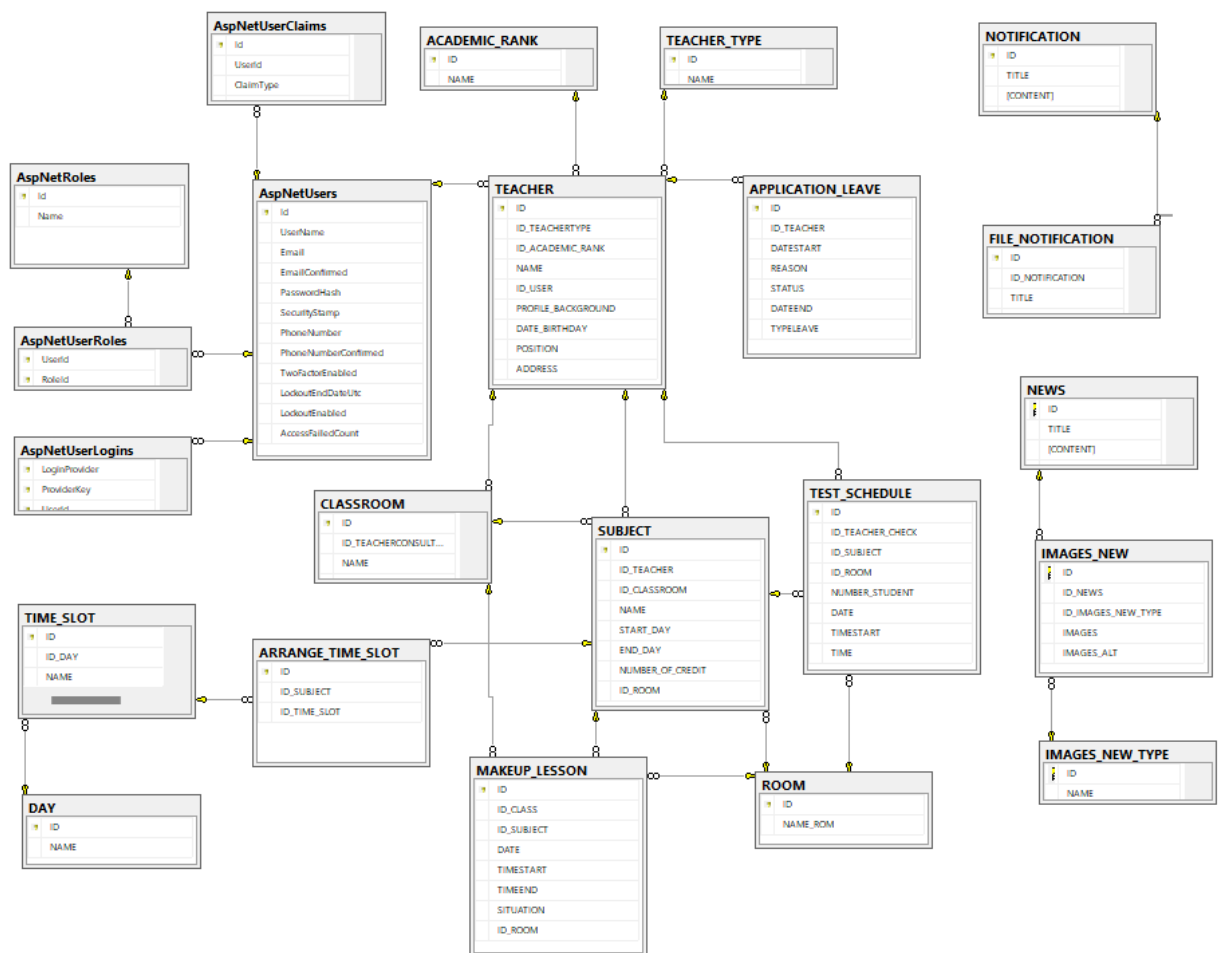 AspNetUserClaims
Id
UserId
ClaimType
ACADEMIC_RANK
ID
NAME
TEACHER_TYPE
ID
NAME
NOTIFICATION
ID
TITLE
[CONTENT]
AspNetRoles
Id
Name
AspNetUsers
Id
UserName
Email
EmailConfirmed
PasswordHash
SecurityStamp
PhoneNumber
PhoneNumberConfirmed
TwoFactorEnabled
LockoutEndDateUtc
LockoutEnabled
AccessFailledCount
TEACHER
ID
ID_TEACHERTYPE
ID_ACADEMIC_RANK
NAME
ID_USER
PROFILE_BACKGROUND
DATE_BIRTHDAY
POSITION
ADDRESS
APPLICATION_LEAVE
ID
ID_TEACHER
DATESTART
REASON
STATUS
DATEEND
TYPELEAVE
FILE_NOTIFICATION
ID
ID_NOTIFICATION
TITLE
AspNetUserRoles
UserId
RoleId
AspNetUserLogins
LoginProvider
ProviderKey
UserId
NEWS
ID
TITLE
[CONTENT]
CLASSROOM
ID
ID_TEACHERCONSULT...
NAME
SUBJECT
ID
ID_TEACHER
ID_CLASSROOM
NAME
START_DAY
END_DAY
NUMBER_OF_CREDIT
ID_ROOM
TEST_SCHEDULE
ID
ID_TEACHER_CHECK
ID_SUBJECT
ID_ROOM
NUMBER_STUDENT
DATE
TIMESTART
TIME
IMAGES_NEW
ID
ID_NEWS
ID_IMAGES_NEW_TYPE
IMAGES
IMAGES_ALT
TIME_SLOT
ID
ID_DAY
NAME
ARRANGE_TIME_SLOT
ID
ID_SUBJECT
ID_TIME_SLOT
DAY
ID
NAME
MAKEUP_LESSON
ID
ID_CLASS
ID_SUBJECT
DATE
TIMESTART
TIMEEND
SITUATION
ID_ROOM
ROOM
ID
NAME_ROM
IMAGES_NEW_TYPE
ID
NAME